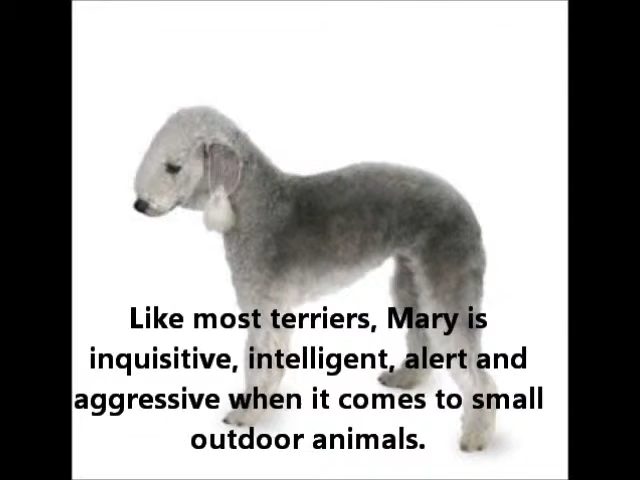 Like most terriers, Mary is
inquisitive, intelligent, alert and
aggressive when it comes to small
outdoor animals.